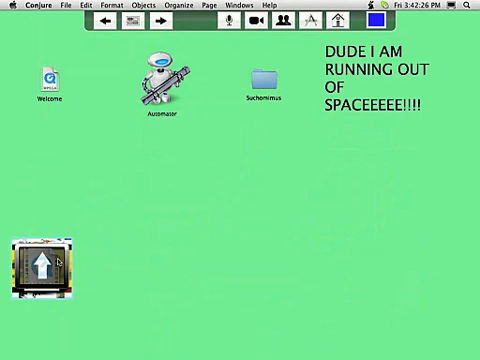 Conjure File Edit Format Objects Organize Page Windows Help Fri 3:42:26 PM
DUDE I AM
RUNNING OUT
OF
SPACEEEEE!!!!
Welcome
Automator
Suchomimus